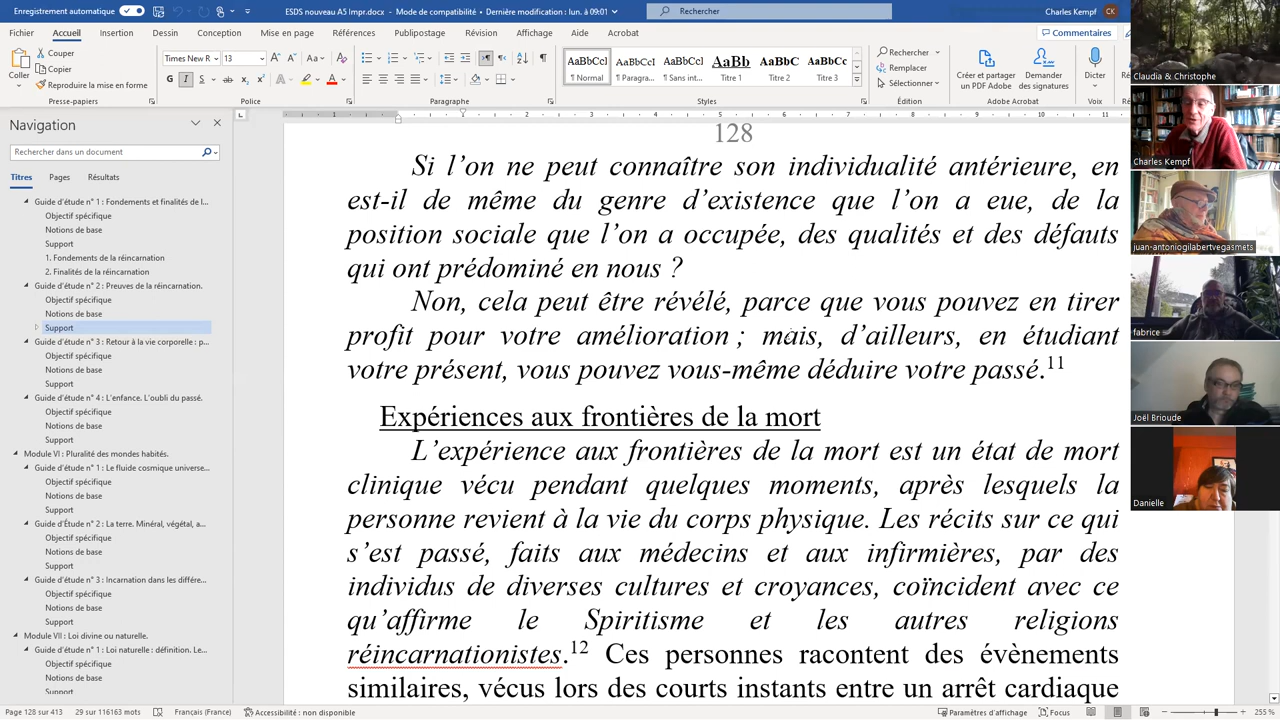 Enregistrement automatique
ESDS nouveau A5 Impr.docx • Mode de compatibilité • Dernière modification : lun. à 09:01
Rechercher
Charles Kempf
CK
Fichier
Accueil
Insertion
Dessin
Conception
Mise en page
Références
Publipostage
Révision
Affichage
Aide
Acrobat
Commentaires
Coller
Couper
Copier
Reproduire la mise en forme
Presse-papiers
Times New R
13
G I S
Police
Paragraphe
AaBbCcI
¶ Normal
AaBbCcI
¶ Paragra...
AaBbCcI
¶ Sans int...
AaBb
Titre 1
AaBbC
Titre 2
AaBbCc
Titre 3
Styles
Rechercher
Remplacer
Sélectionner
Édition
Créer et partager
un PDF Adobe
Demander
des signatures
Adobe Acrobat
Dicter
Voix
Navigation
Rechercher dans un document
Titres
Pages
Résultats
Guide d'étude n° 1 : Fondements et finalités de l...
Objectif spécifique
Notions de base
Support
1. Fondements de la réincarnation
2. Finalités de la réincarnation
Guide d'étude n° 2 : Preuves de la réincarnation.
Objectif spécifique
Notions de base
Support
Guide d'étude n° 3 : Retour à la vie corporelle : p...
Objectif spécifique
Notions de base
Support
Guide d'étude n° 4 : L'enfance. L'oubli du passé.
Objectif spécifique
Notions de base
Support
Module VI : Pluralité des mondes habités.
Guide d'étude n° 1 : Le fluide cosmique universe...
Objectif spécifique
Notions de base
Support
Guide d'Étude n° 2 : La terre. Minéral, végétal, a...
Objectif spécifique
Notions de base
Support
Guide d'étude n° 3 : Incarnation dans les différe...
Objectif spécifique
Notions de base
Support
Module VII : Loi divine ou naturelle.
Guide d'étude n° 1 : Loi naturelle : définition. Le...
Objectif spécifique
Notions de base
Support
1 1 2 3 4 5 6 7 8 9 10 11
128
Si l'on ne peut connaître son individualité antérieure, en
est-il de même du genre d'existence que l'on a eue, de la
position sociale que l'on a occupée, des qualités et des défauts
qui ont prédominé en nous ?
Non, cela peut être révélé, parce que vous pouvez en tirer
profit pour votre amélioration ; mais, d'ailleurs, en étudiant
votre présent, vous pouvez vous-même déduire votre passé.11
Expériences aux frontières de la mort
L'expérience aux frontières de la mort est un état de mort
clinique vécu pendant quelques moments, après lesquels la
personne revient à la vie du corps physique. Les récits sur ce qui
s'est passé, faits aux médecins et aux infirmières, par des
individus de diverses cultures et croyances, coïncident avec ce
qu'affirme le Spiritisme et les autres religions
réincarnationistes.12 Ces personnes racontent des évènements
similaires, vécus lors des courts instants entre un arrêt cardiaque
Claudia & Christophe
Charles Kempf
juan-antoniogilabertvegasmets
fabrice
Joël Brioude
Danielle
Page 128 sur 413
29 sur 116163 mots
Français (France)
Accessibilité : non disponible
Paramètres d'affichage
Focus
255 %